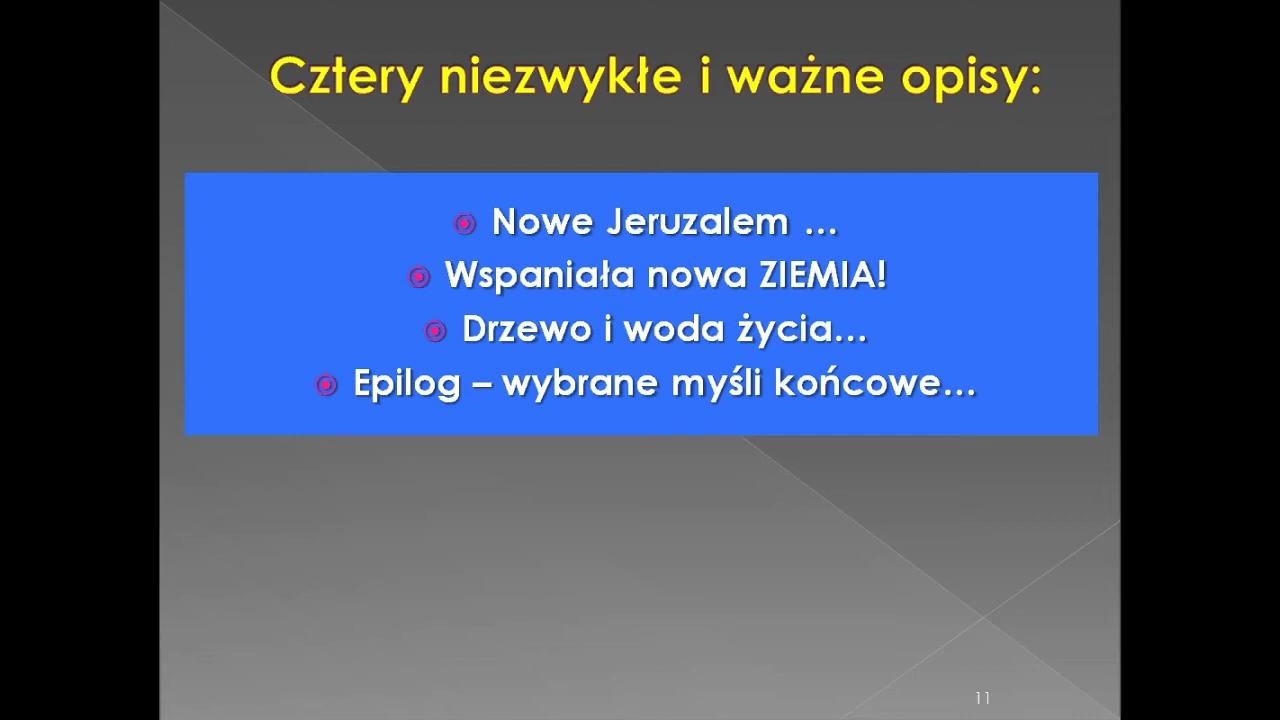 Cztery niezwykłe i ważne opisy:
Nowe Jeruzalem ...
Wspaniała nowa ZIEMIA!
Drzewo i woda życia...
Epilog – wybrane myśli końcowe...
11